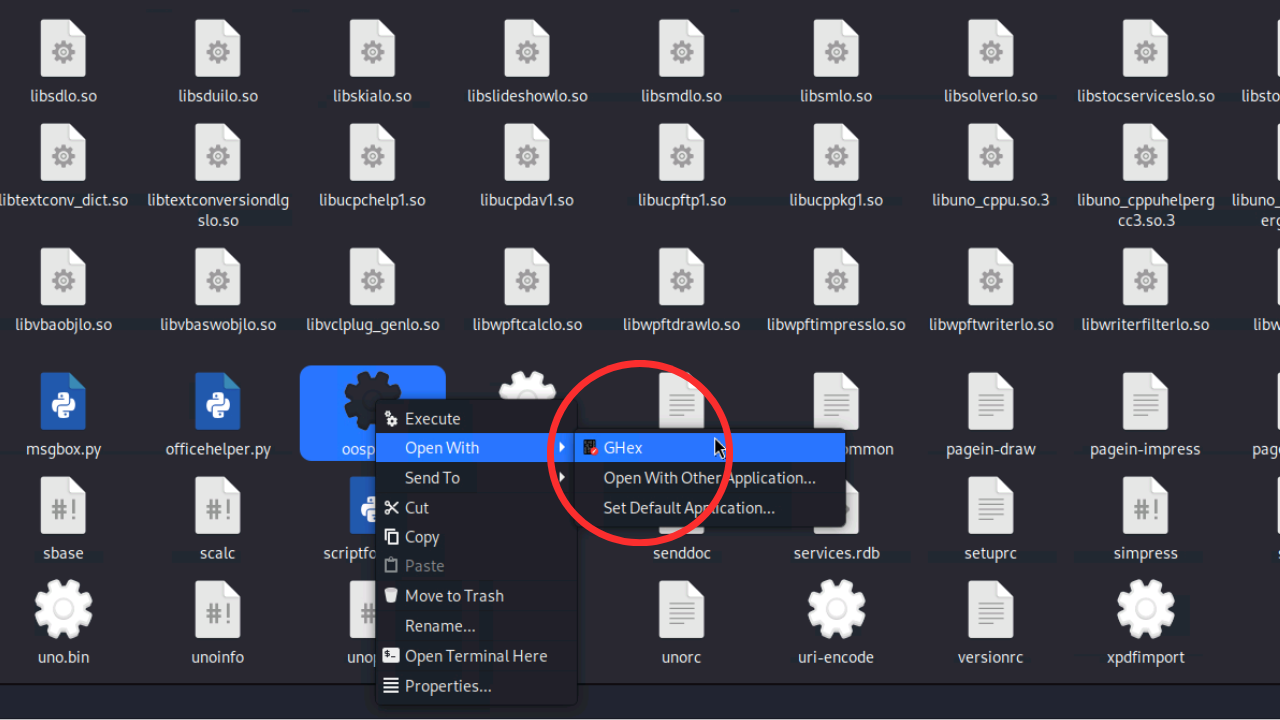 libsdlo.so
libsduilo.so
libskialo.so
libslideshowlo.so
libsmdlo.so
libsmlo.so
libsolverlo.so
libstocserviceslo.so
libsto
libtextconv_dict.so
libtextconversiondlg
slo.so
libucpchelp1.so
libucpdav1.so
libucpftp1.so
libucppkg1.so
libuno_cppu.so.3
libuno_cppuhelperg
cc3.so.3
libuno_
erg
libvbaobjlo.so
libvbaswobjlo.so
libvclplug_genlo.so
libwpftcalclo.so
libwpftdrawlo.so
libwpftimpresslo.so
libwpftwriterlo.so
libwriterfilterlo.so
libw
msgbox.py
officehelper.py
oosp
ommon
pagein-draw
pagein-impress
pag
Execute
Open With
Send To
Cut
Copy
Paste
Move to Trash
Rename...
Open Terminal Here
Properties...
GHex
Open With Other Application...
Set Default Application...
#!
sbase
#!
scalc
scriptfo
senddoc
services.rdb
setuprc
#!
simpress
uno.bin
#!
unoinfo
#
unop
unorc
uri-encode
versionrc
xpdfimport